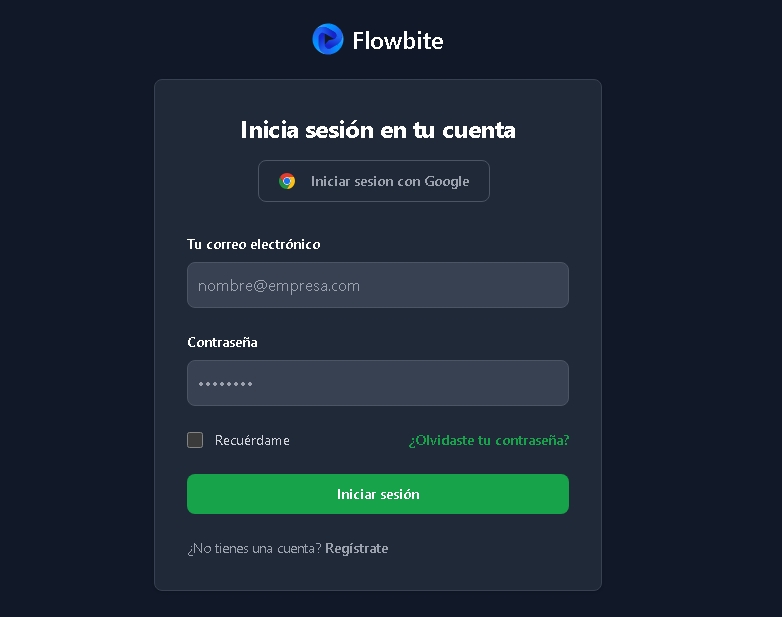 Flowbite
Inicia sesión en tu cuenta
Iniciar sesion con Google
Tu correo electrónico
nombre@empresa.com
Contraseña
••••••••
Recuérdame ¿Olvidaste tu contraseña?
Iniciar sesión
¿No tienes una cuenta? Regístrate